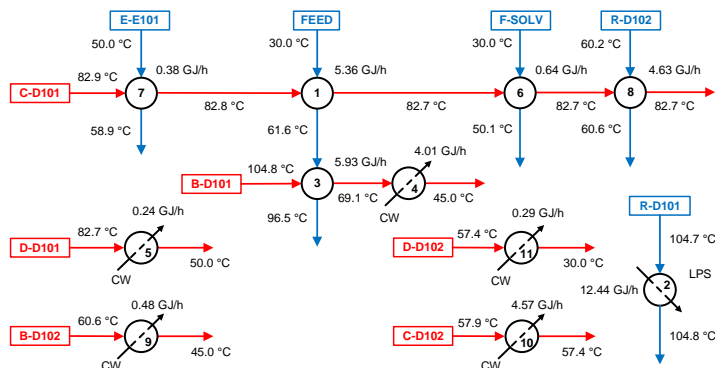 E-E101 FEED F-SOLV R-D102
50.0 °C 30.0 °C 30.0 °C 60.2 °C
82.9 °C 0.38 GJ/h 5.36 GJ/h 0.64 GJ/h 4.63 GJ/h
C-D101 7 1 6 8
82.8 °C 82.7 °C 82.7 °C 82.7 °C
58.9 °C 61.6 °C 50.1 °C 60.6 °C
104.8 °C 5.93 GJ/h 4.01 GJ/h
B-D101 3 4
69.1 °C 45.0 °C
CW
R-D101
96.5 °C
0.24 GJ/h 0.29 GJ/h
82.7 °C 57.4 °C 104.7 °C
D-D101 5 D-D102 11
50.0 °C 30.0 °C
CW CW
LPS
12.44 GJ/h 2
0.48 GJ/h 4.57 GJ/h
60.6 °C 57.9 °C 104.8 °C
B-D102 9 C-D102 10
45.0 °C 57.4 °C
CW CW